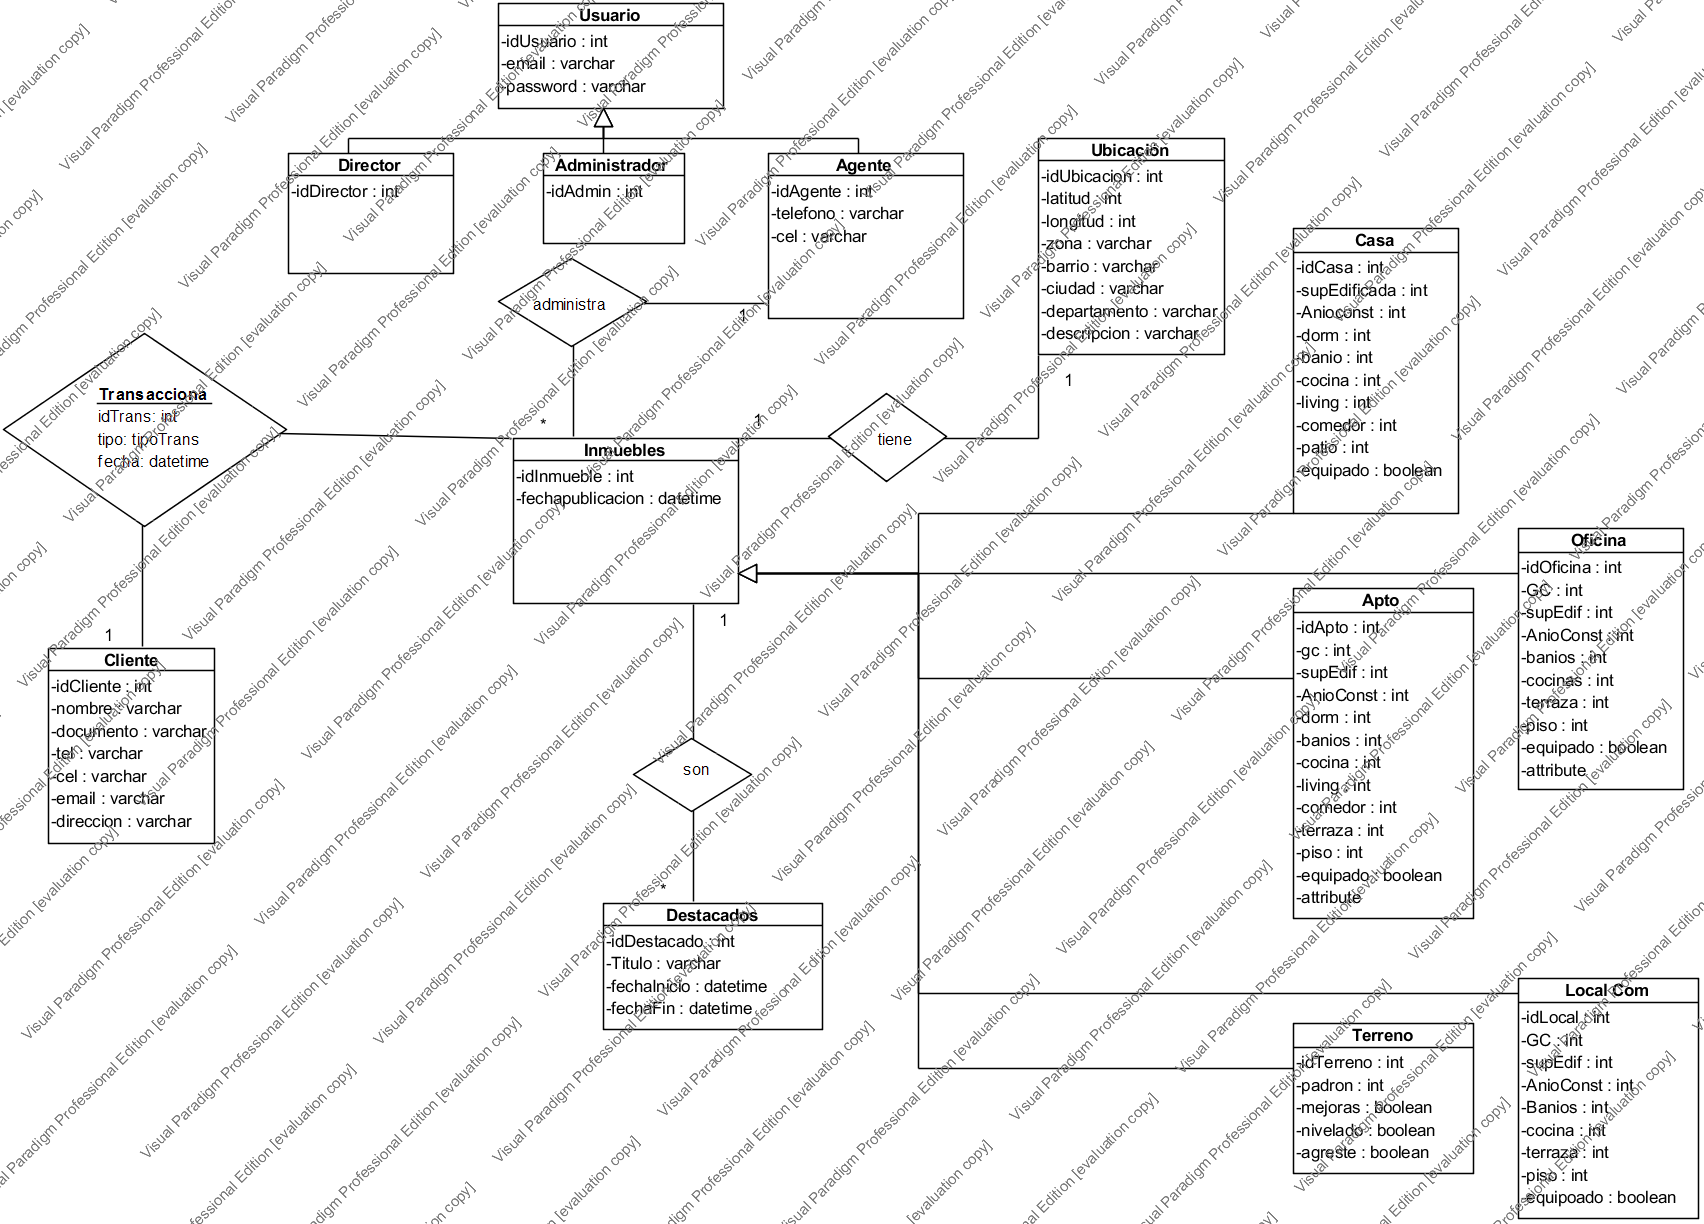 Usuario
-idUsuario : int
-email : varchar
-password : varchar
Director
-idDirector : int
Administrador
-idAdmin : int
Agente
-idAgente : int
-telefono : varchar
-cel : varchar
Ubicación
-idUbicacion : int
-latitud : int
-longitud : int
-zona : varchar
-barrio : varchar
-ciudad : varchar
-departamento : varchar
-descripcion : varchar
1
Casa
-idCasa : int
-supEdificada : int
-Anioconst : int
-dorm : int
-banio : int
-cocina : int
-living : int
-comedor : int
-patio : int
-equipado : boolean
administra
1
*
Transacciona
idTrans: int
tipo: tipoTrans
fecha: datetime
1
tiene
Inmuebles
-idInmueble : int
-fechapublicacion : datetime
1
Oficina
-idOficina : int
-GC : int
-supEdif : int
-AnioConst : int
-banios : int
-cocinas : int
-terraza : int
-piso : int
-equipado : boolean
-attribute
Apto
-idApto : int
-gc : int
-supEdif : int
-AnioConst : int
-dorm : int
-banios : int
-cocina : int
-living : int
-comedor : int
-terraza : int
-piso : int
-equipado : boolean
-attribute
1
Cliente
-idCliente : int
-nombre : varchar
-documento : varchar
-tel : varchar
-cel : varchar
-email : varchar
-direccion : varchar
son
*
Destacados
-idDestacado : int
-Titulo : varchar
-fechaInicio : datetime
-fechaFin : datetime
Local Com
-idLocal : int
-GC : int
-supEdif : int
-AnioConst : int
-Banios : int
-cocina : int
-terraza : int
-piso : int
-equipoado : boolean
Terreno
-idTerreno : int
-padron : int
-mejoras : boolean
-nivelado : boolean
-agreste : boolean
Visual Paradigm Professional Edition [evaluation copy]